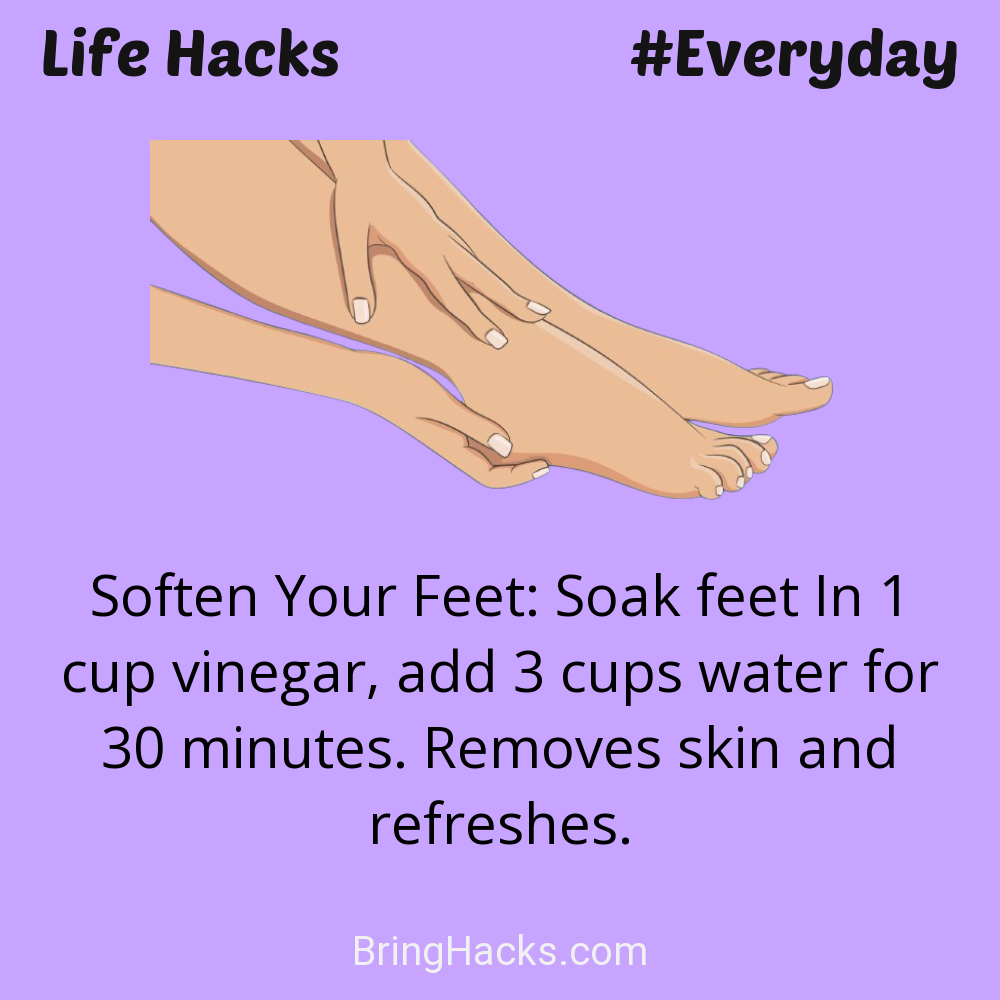 Life Hacks #Everyday
Soften Your Feet: Soak feet In 1
cup vinegar, add 3 cups water for
30 minutes. Removes skin and
refreshes.
BringHacks.com